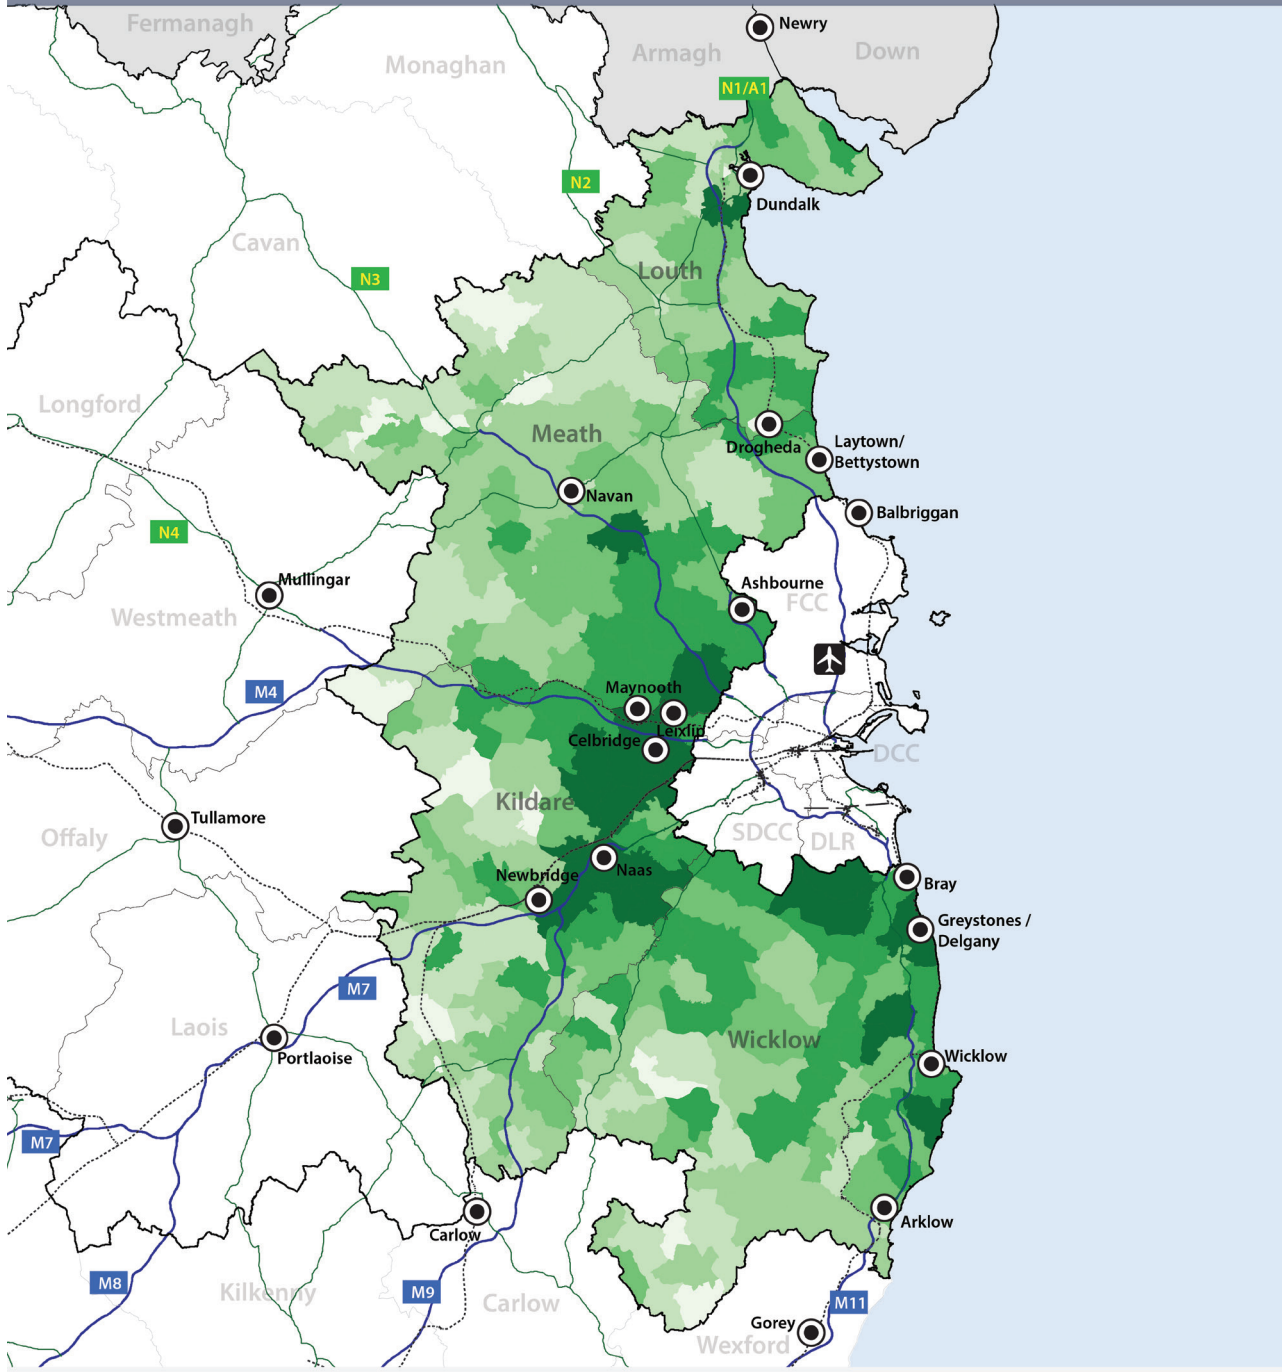 Fermanagh
Newry
Armagh
Down
Monaghan
N1/A1
N2
Dundalk
Cavan
Louth
N3
Longford
Meath
Drogheda
Laytown/
Bettystown
Navan
Balbriggan
N4
Mullingar
Ashbourne
FCC
Westmeath
M4
Maynooth
Leixlip
Celbridge
DCC
Kildare
Tullamore
Offaly
SDCC
DLR
Naas
Newbridge
Bray
Greystones /
Delgany
M7
Laois
Wicklow
Portlaoise
Wicklow
M7
Arklow
Carlow
M8
Kilkenny
M9
Carlow
M11
Gorey
Wexford